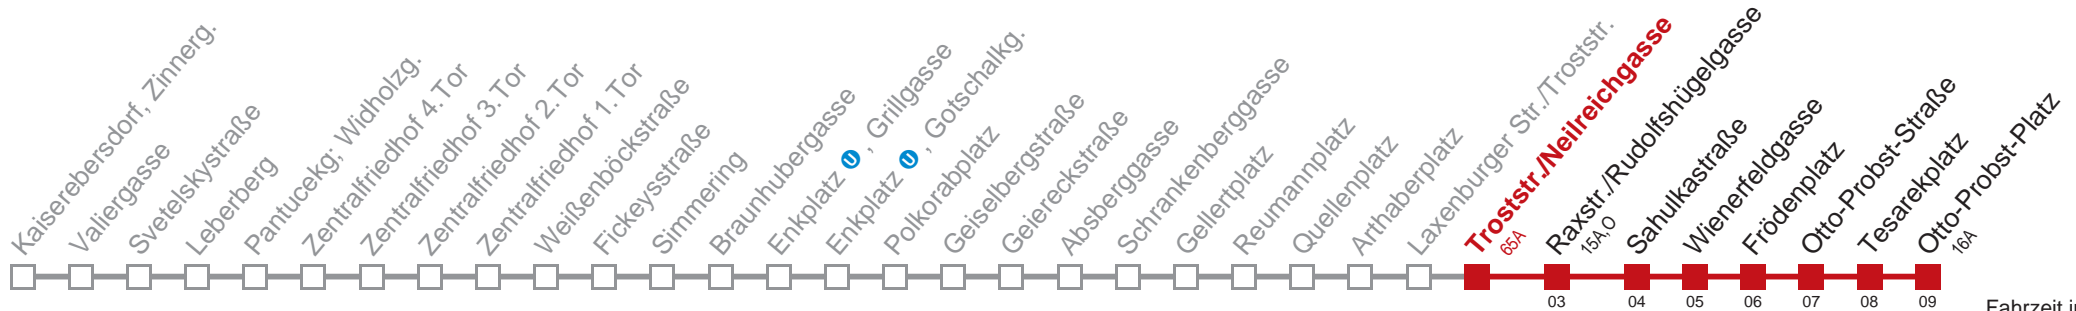 Kaiserebersdorf, Zinnerg.
Valiergasse
Svetelskystraße
Leberberg
Pantucekg; Widholzg.
Zentralfriedhof 4.Tor
Zentralfriedhof 3.Tor
Zentralfriedhof 2.Tor
Zentralfriedhof 1.Tor
Weißenböckstraße
Fickeysstraße
Simmering
Braunhubergasse
Enkplatz U , Grillgasse
Enkplatz U , Gotschalkg.
Polkorabplatz
Geiselbergstraße
Geiereckstraße
Absberggasse
Schrankenberggasse
Gellertplatz
Reumannplatz
Quellenplatz
Arthaberplatz
Laxenburger Str./Troststr.
Troststr./Neilreichgasse
65A
Raxstr./Rudolfshügelgasse
15A,O
Sahulkastraße
Wienerfeldgasse
Frödenplatz
Otto-Probst-Straße
Tesarekplatz
Otto-Probst-Platz
16A
03 04 05 06 07 08 09
Fahrzeit in